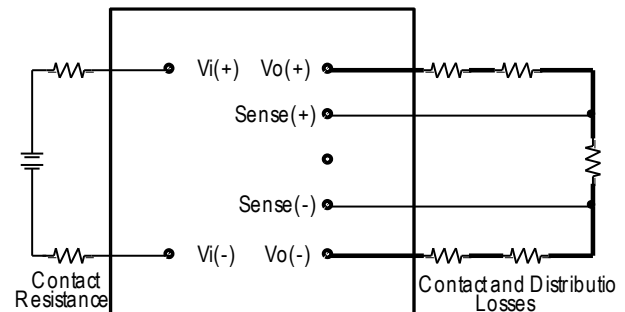 Vi(+) Vo(+)
Sense(+)
Sense(-)
Vi(-) Vo(-)
Contact
Resistance
Contact and Distributio
Losses